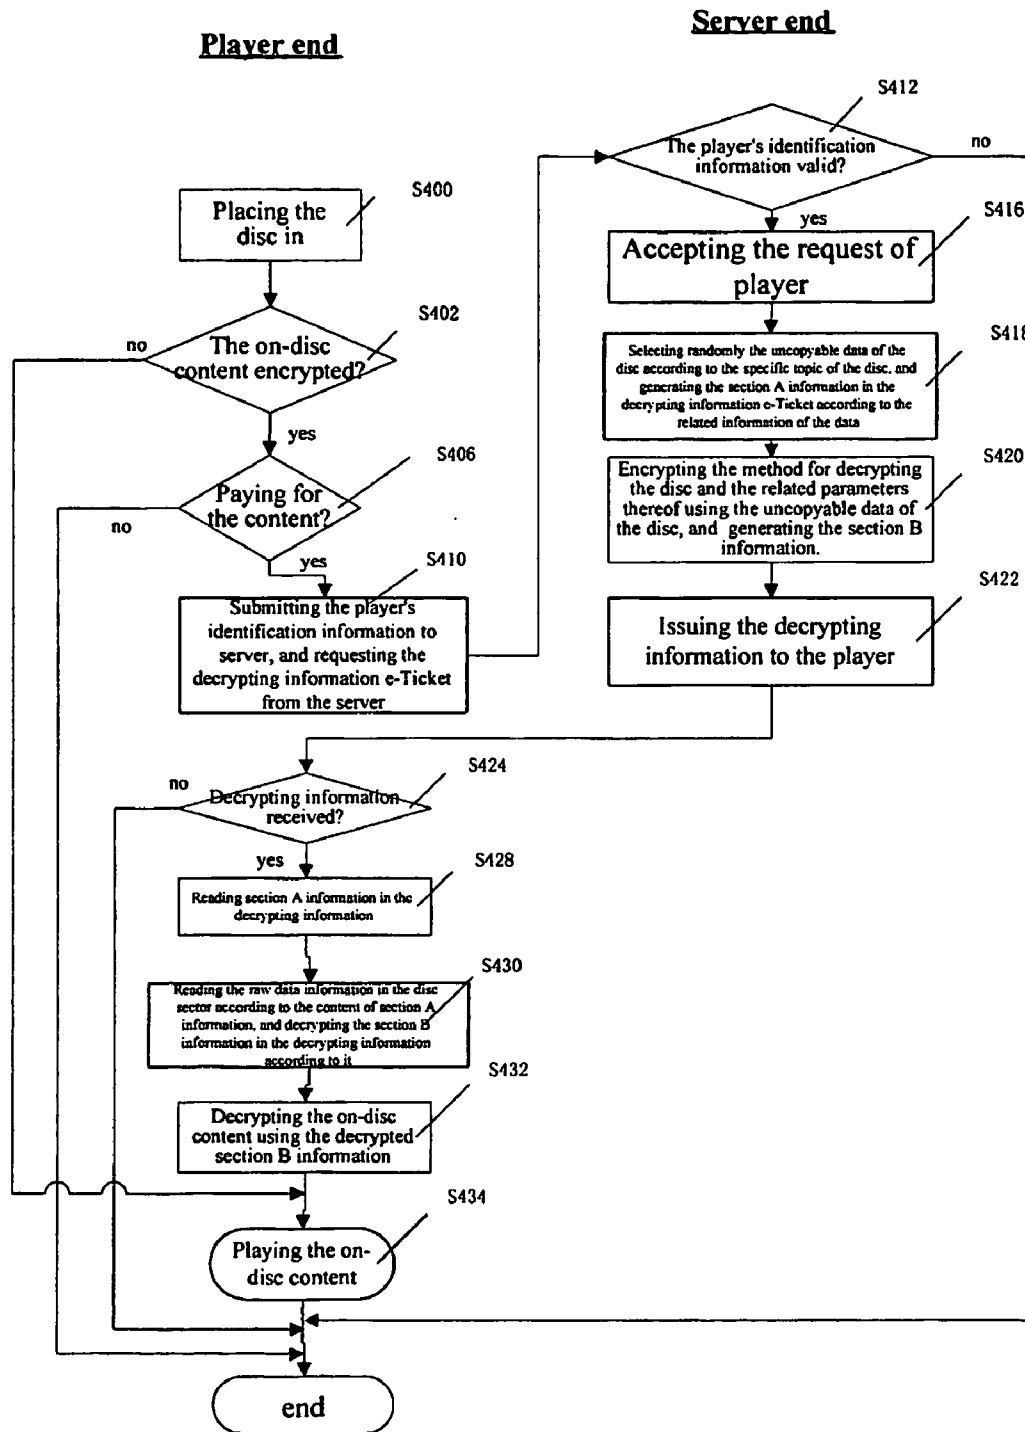 Player end
Server end
S412
The player's identification
information valid?
no
yes
S400
Placing the
disc in
S416
Accepting the request of
player
S402
no
The on-disc
content encrypted?
yes
S418
Selecting randomly the uncopyable data of the
disc according to the specific topic of the disc, and
generating the section A information in the
decrypting information e-Ticket according to the
related information of the data
S406
Paying for
the content?
no
yes
S420
Encrypting the method for decrypting
the disc and the related parameters
thereof using the uncopyable data of
the disc, and generating the section B
information.
S410
Submitting the player's
identification information to
server, and requesting the
decrypting information e-Ticket
from the server
S422
Issuing the decrypting
information to the player
S424
no
Decrypting information
received?
yes
S428
Reading section A information in the
decrypting information
S430
Reading the raw data information in the disc
sector according to the content of section A
information, and decrypting the section B
information in the decrypting information
according to it
S432
Decrypting the on-disc
content using the decrypted
section B information
S434
Playing the on-
disc content
end